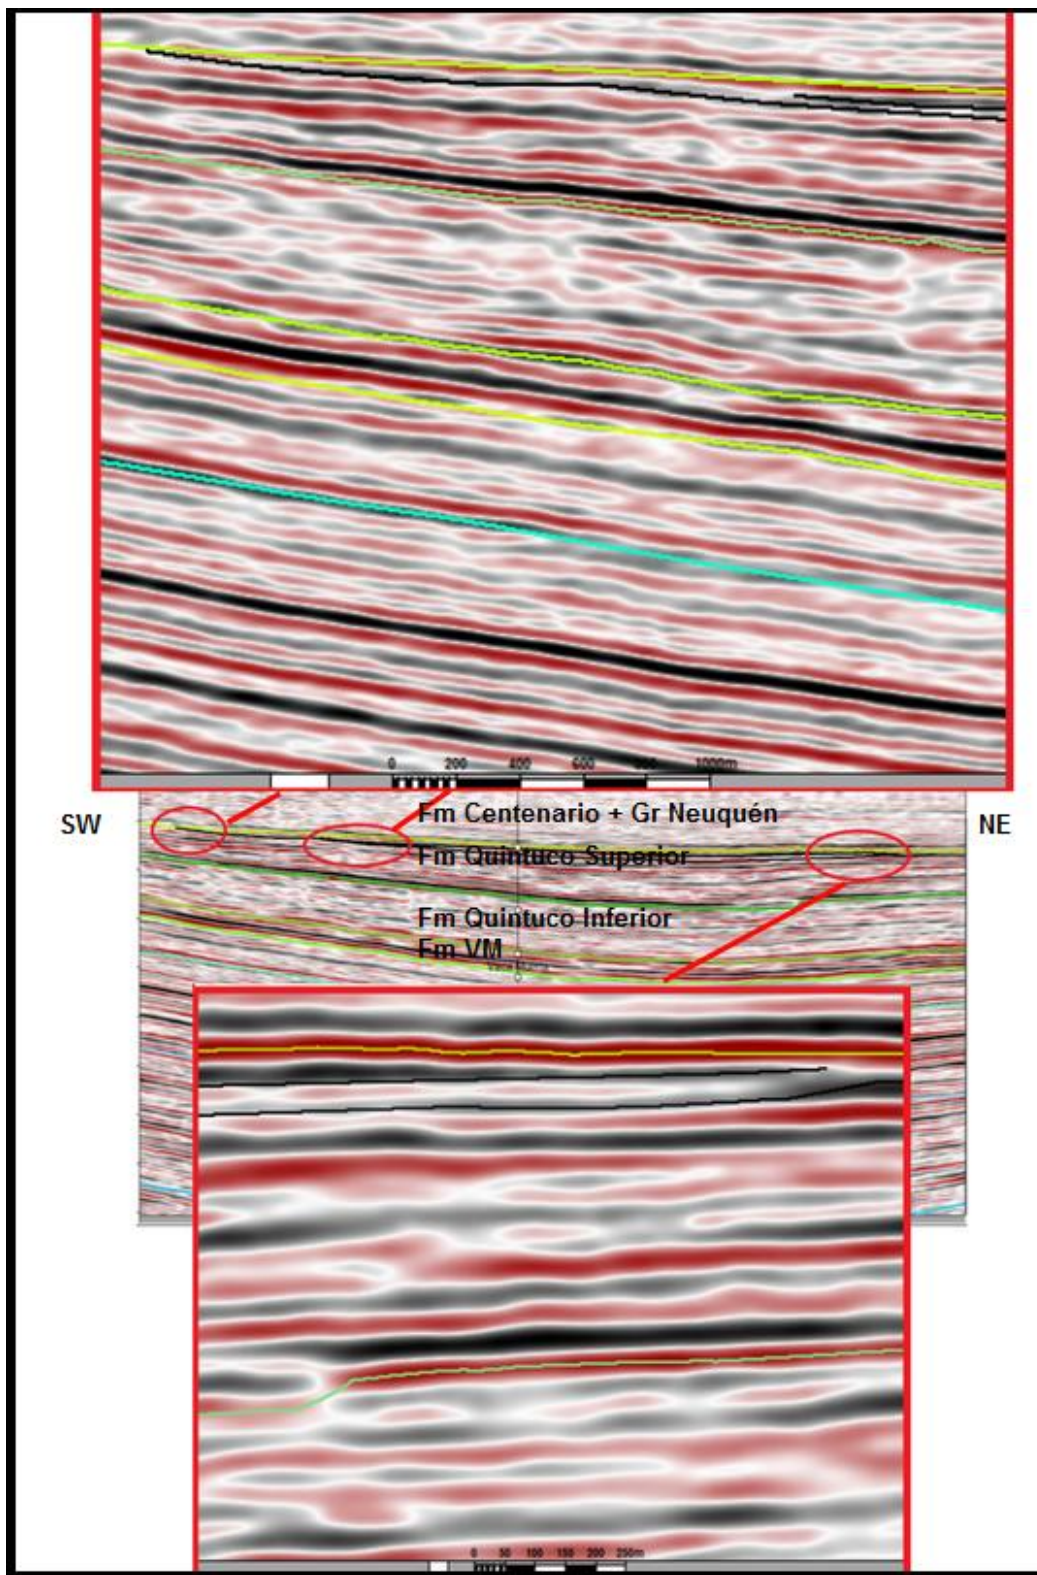 0 200 400 600 800 1000m
SW
Fm Centenario + Gr Neuquén
NE
Fm Quintuco Superior
Fm Quintuco Inferior
Fm VM
0 50 100 150 200 250m